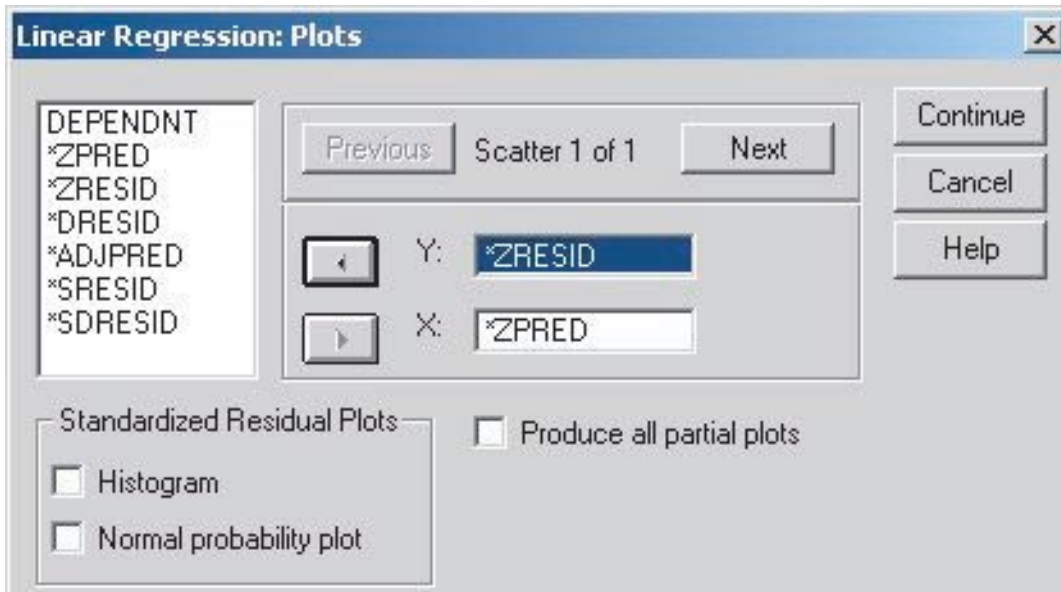 Linear Regression: Plots
DEPENDNT
*ZPRED
*ZRESID
*DRESID
*ADJPRED
*SRESID
*SDRESID
Previous
Scatter 1 of 1
Next
Y:
*ZRESID
X:
*ZPRED
Continue
Cancel
Help
Standardized Residual Plots
Histogram
Normal probability plot
Produce all partial plots